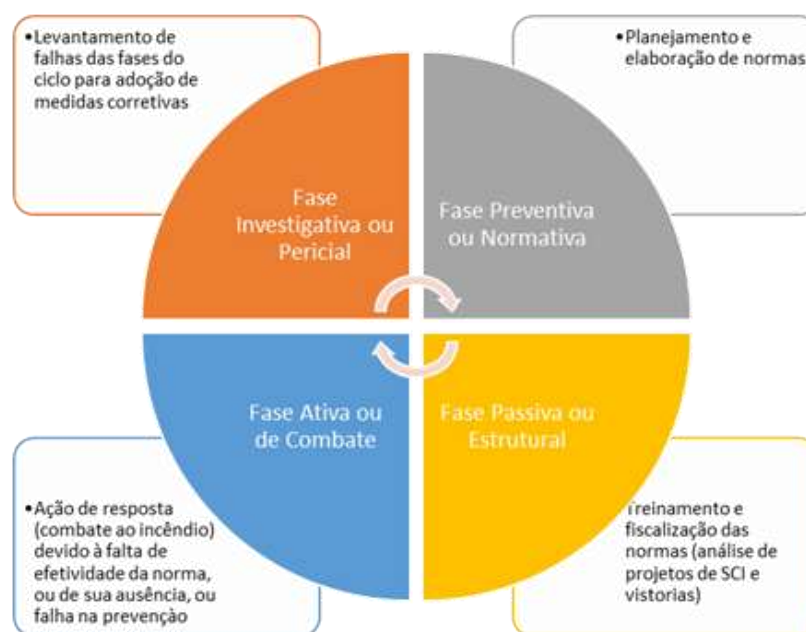 •Levantamento de
falhas das fases do
ciclo para adoção de
medidas corretivas
•Planejamento e
elaboração de normas
Fase
Investigativa ou
Pericial
Fase Preventiva
ou Normativa
Fase Ativa ou
de Combate
Fase Passiva ou
Estrutural
•Ação de resposta
(combate ao incêndio)
devido à falta de
efetividade da norma,
ou de sua ausência, ou
falha na prevenção
Treinamento e
fiscalização das
normas (análise de
projetos de SCI e
vistorias)